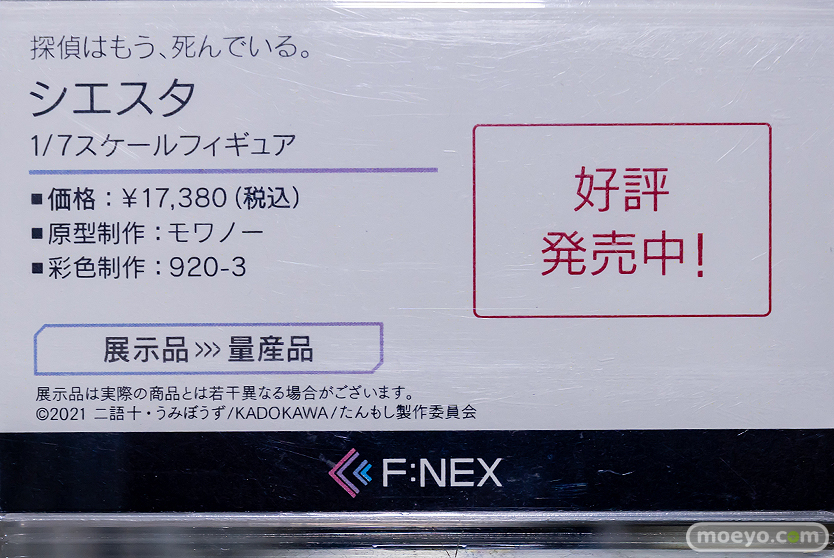 探偵はもう、死んでいる。
シエスタ
1/7スケールフィギュア
■価格：¥17,380（税込）
■原型制作：モワノー
■彩色制作：920-3
好評
発売中！
展示品>>>量産品
展示品は実際の商品とは若干異なる場合がございます。
©2021 二語十・うみぼうず/KADOKAWA/たんもし製作委員会
F:NEX
moeyo.com